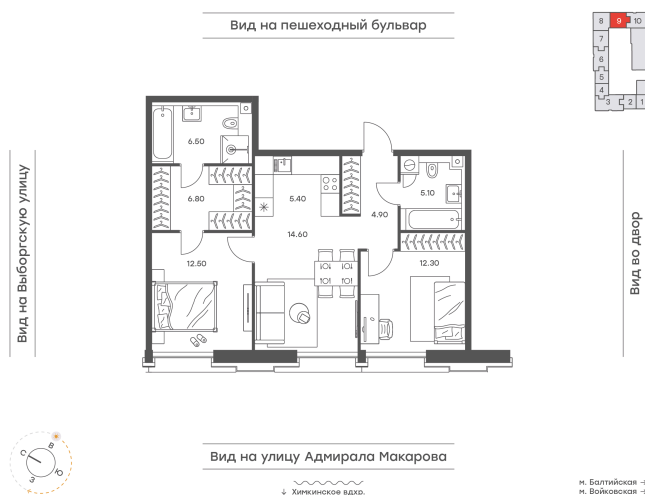 Вид на пешеходный бульвар
8 9 10
7
6
5
4
3 2 1
6.50
6.80
5.40
5.10
4.90
14.60
12.50
12.30
Вид на Выборгскую улицу
Вид во двор
С В
З Ю
Вид на улицу Адмирала Макарова
↓ Химкинское вдхр.
м. Балтийская →
м. Войковская →